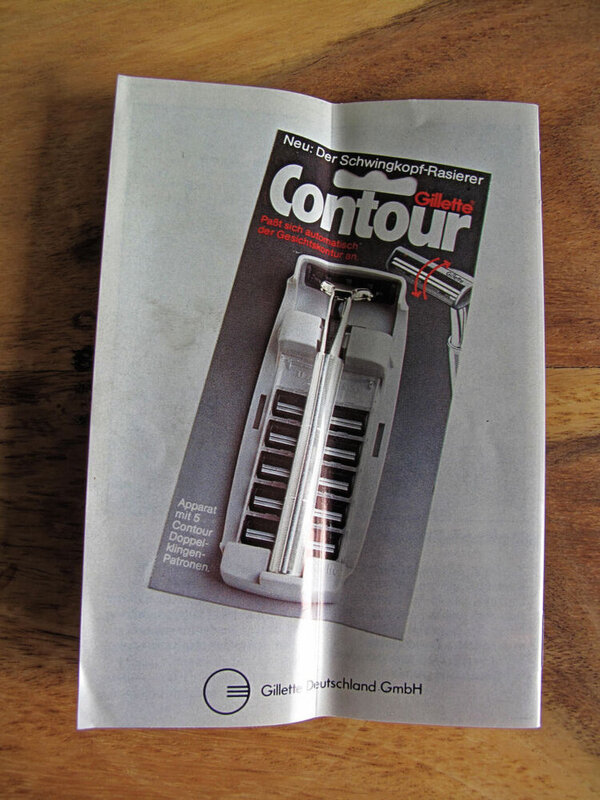 Neu: Der Schwingkopf-Rasierer
Gillette
Contour
Paßt sich automatisch
der Gesichtskontur an.
Gillette
Apparat
mit 5
Contour
Doppel-
klingen-
Patronen.
Gillette Deutschland GmbH